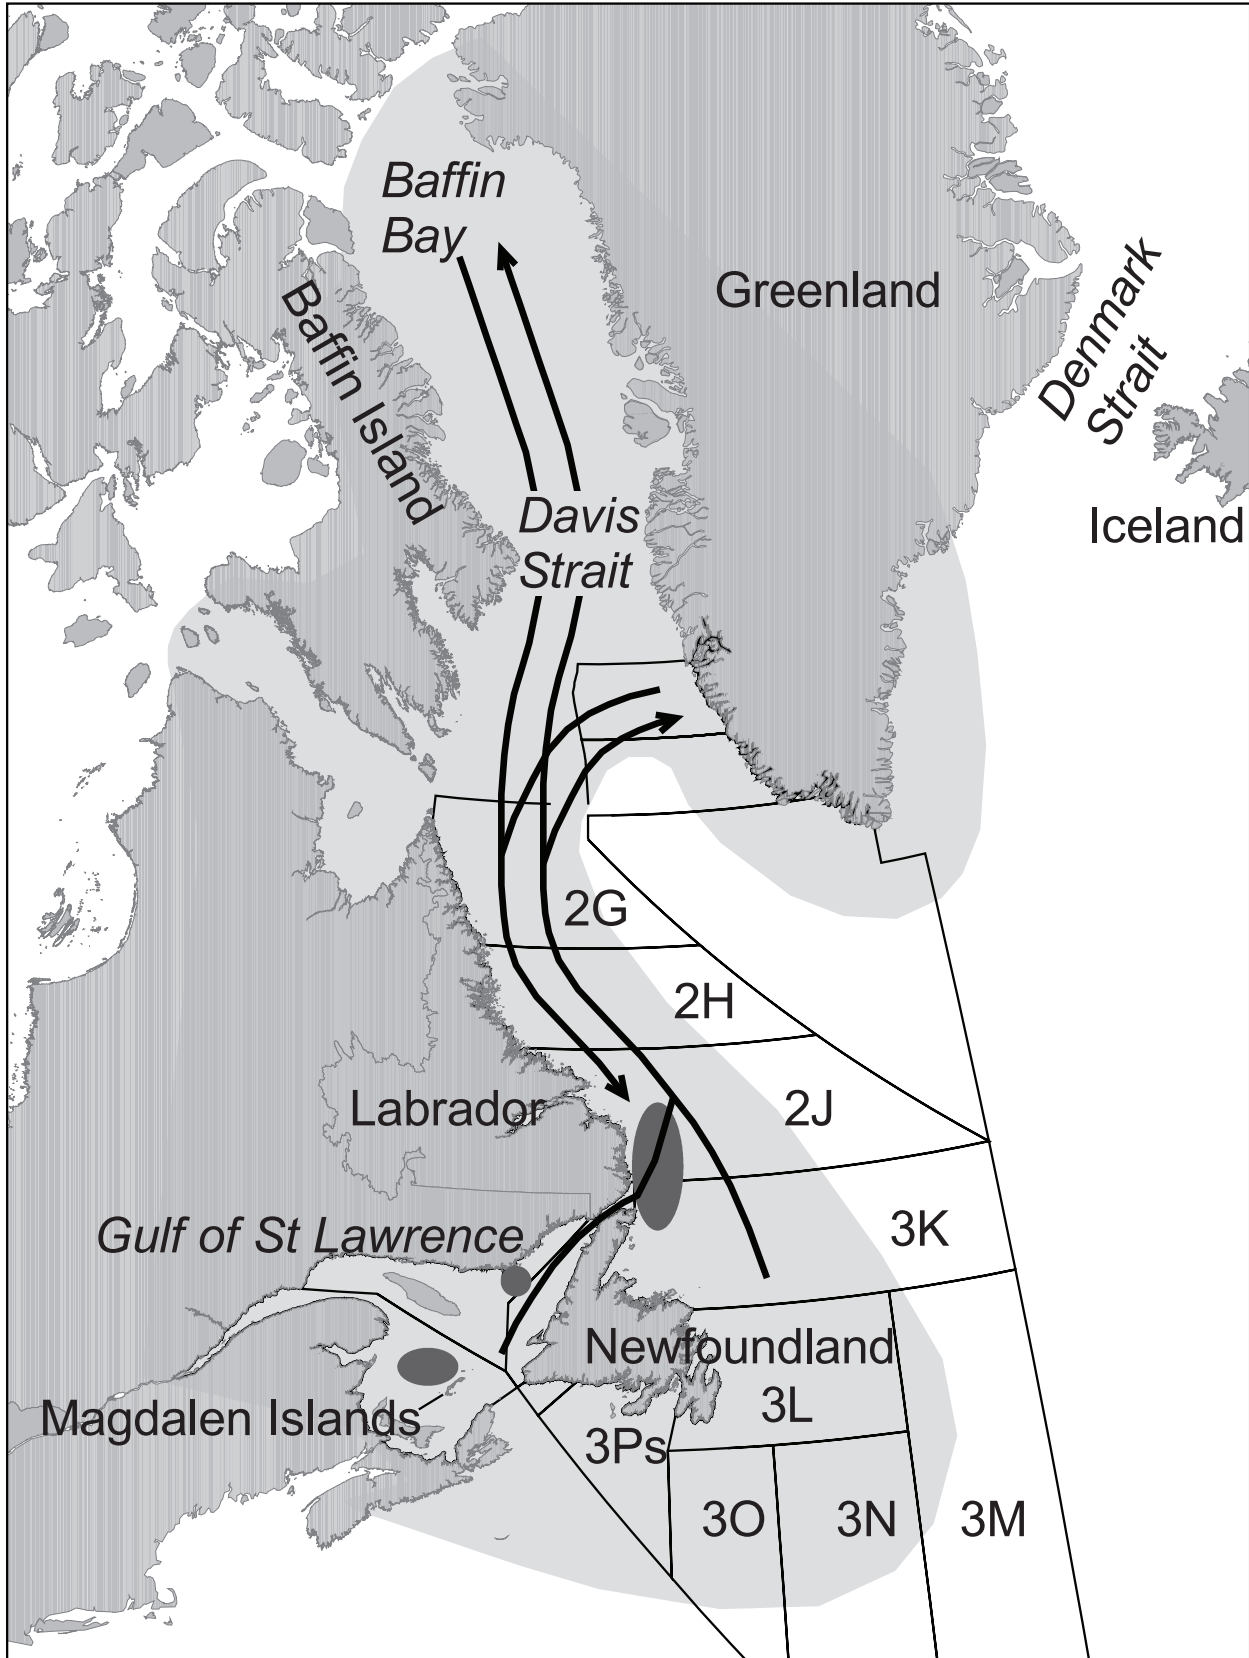 Baffin
Bay
Greenland
Denmark
Strait
Baffin Island
Davis
Strait
Iceland
2G
2H
Labrador
2J
Gulf of St Lawrence
3K
Newfoundland
Magdalen Islands
3L
3Ps
3O
3N
3M